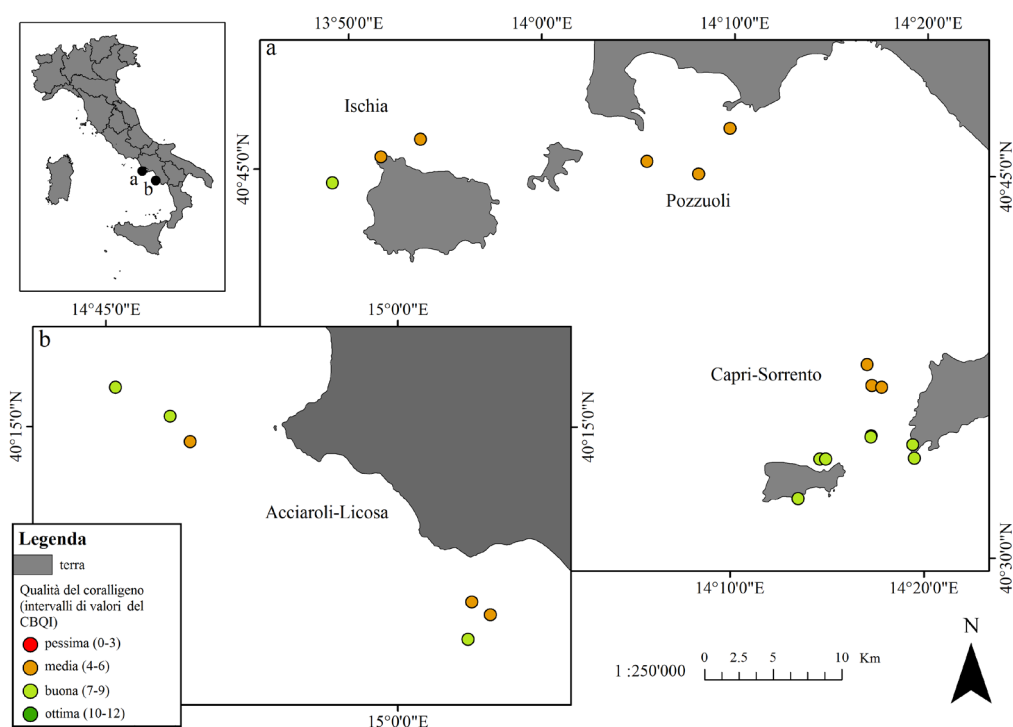 13°50'0"E 14°0'0"E 14°10'0"E 14°20'0"E
a
Ischia
40°45'0"N
40°45'0"N
Pozzuoli
a
b
14°45'0"E 15°0'0"E
b
Capri-Sorrento
40°15'0"N
40°15'0"N
Acciaroli-Licosa
40°30'0"N
14°10'0"E 14°20'0"E
Legenda
terra
Qualità del coralligeno
(intervalli di valori del
CBQI)
pessima (0-3)
media (4-6)
buona (7-9)
ottima (10-12)
15°0'0"E
N
1 :250'000
0 2.5 5 10 Km